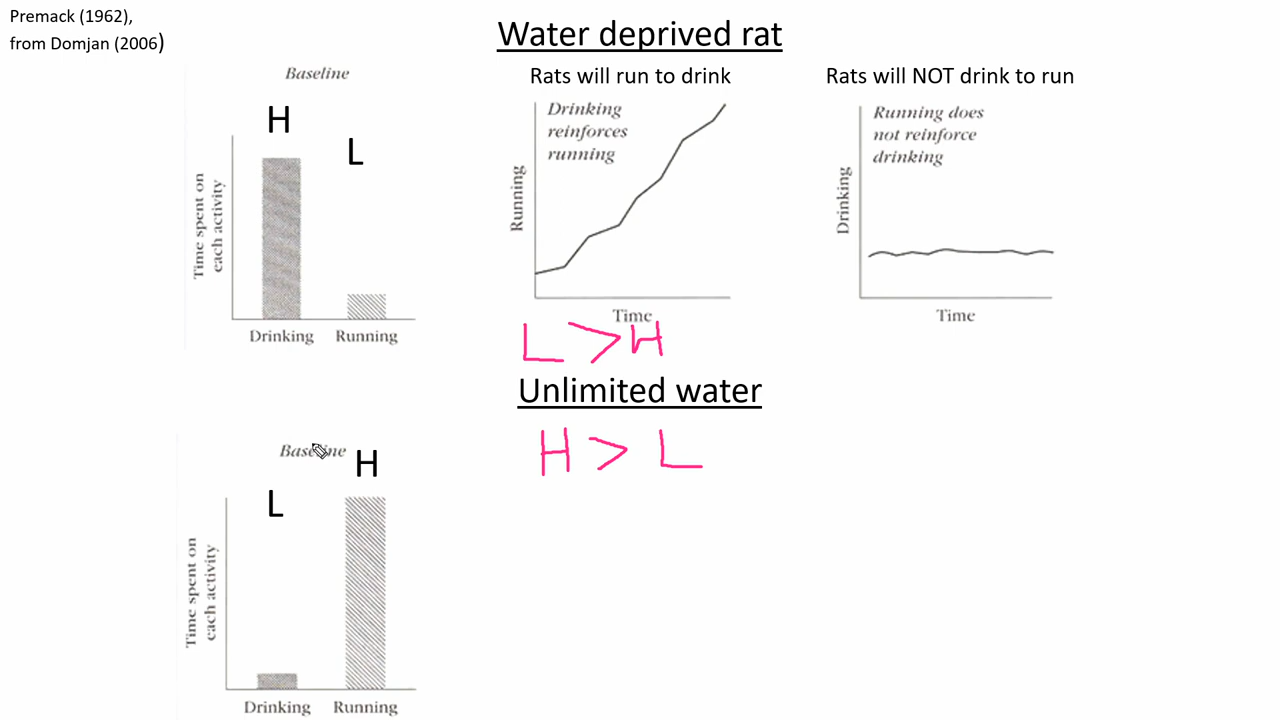 Premack (1962),
from Domjan (2006)
Water deprived rat
Baseline
H
L
Time spent on
each activity
Drinking Running
Rats will run to drink
Drinking
reinforces
running
Running
Time
Rats will NOT drink to run
Running does
not reinforce
drinking
Drinking
Time
L > H
Unlimited water
H > L
Baseline
H
L
Time spent on
each activity
Drinking Running